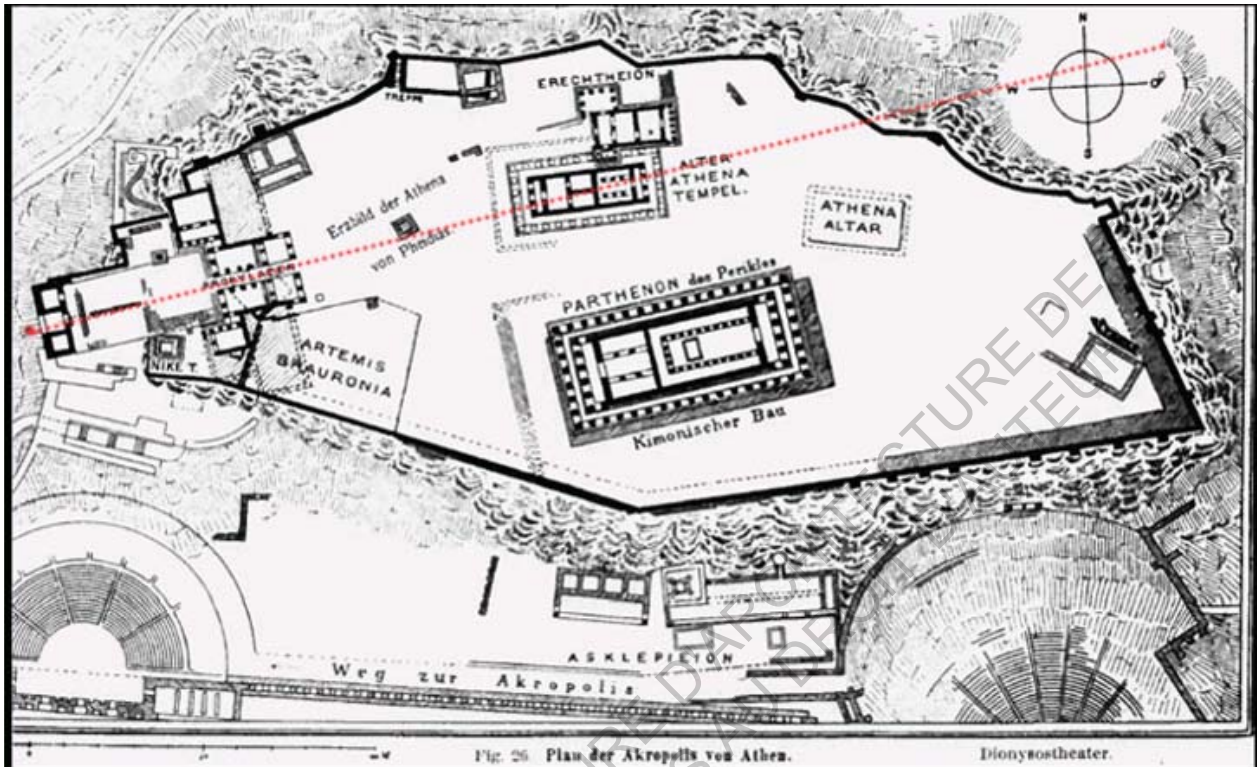 N
ERECHTHEION
TREPPE
ALTER
ATHENA
TEMPEL.
Erzbild der Athena
von Phidias
ATHENA
ALTAR
PARTHENON des Perikles
ARTEMIS
BRAURONIA
NIKE T.
Kimonischer Bau
S
ASKLEPIEION
Weg zur Akropolis
Fig. 26 Plan der Akropolis von Athen.
Dionysostheater.